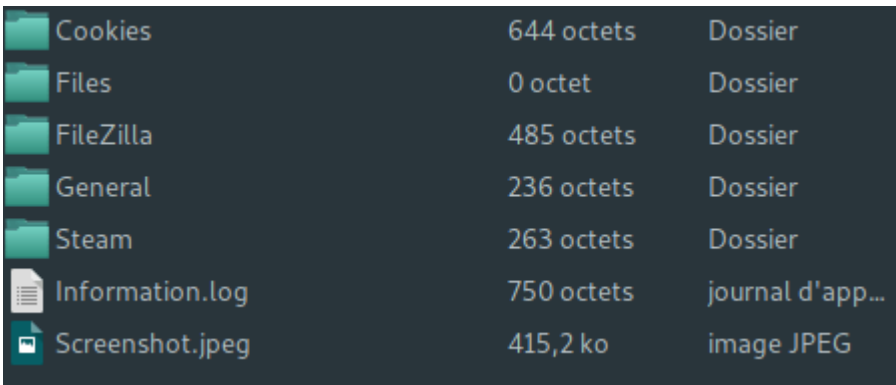 Cookies 644 octets Dossier
Files 0 octet Dossier
FileZilla 485 octets Dossier
General 236 octets Dossier
Steam 263 octets Dossier
Information.log 750 octets journal d'app...
Screenshot.jpeg 415,2 ko image JPEG